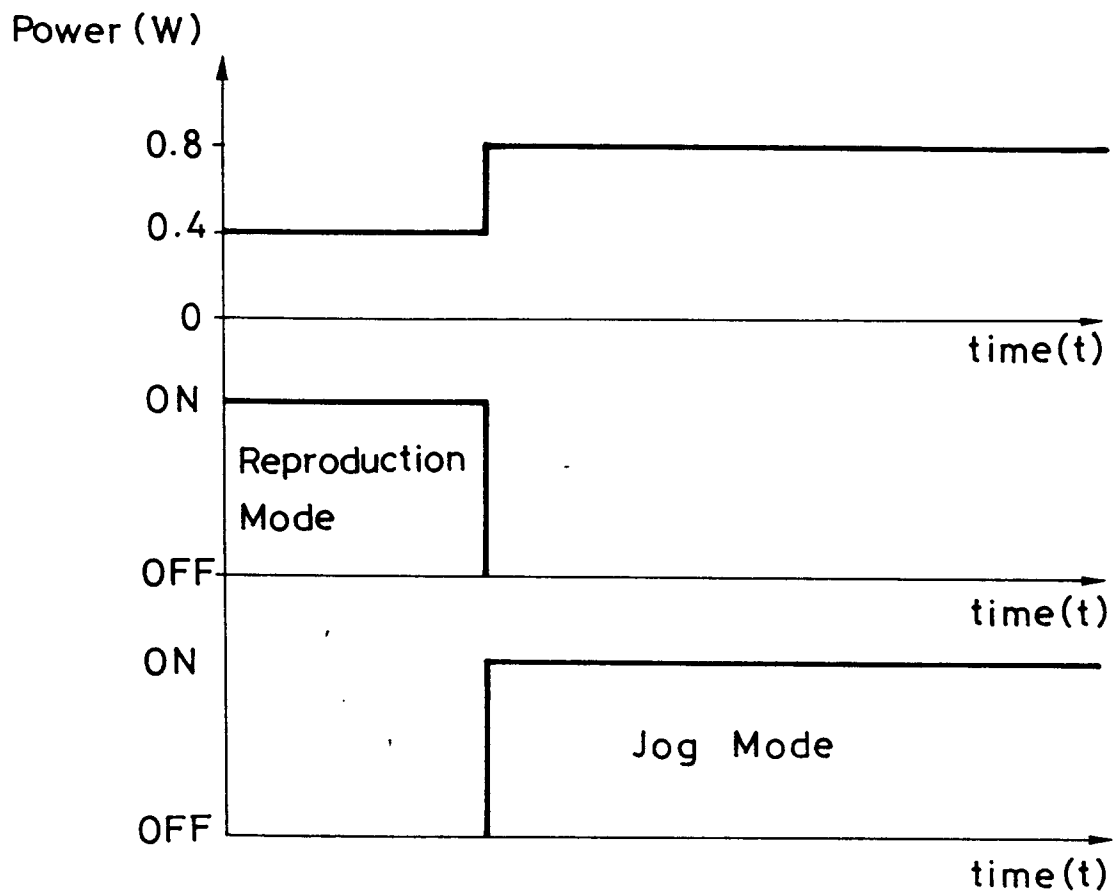 Power (W)
0.8
0.4
0
time(t)
ON
Reproduction
Mode
OFF
time(t)
ON
Jog Mode
OFF
time(t)